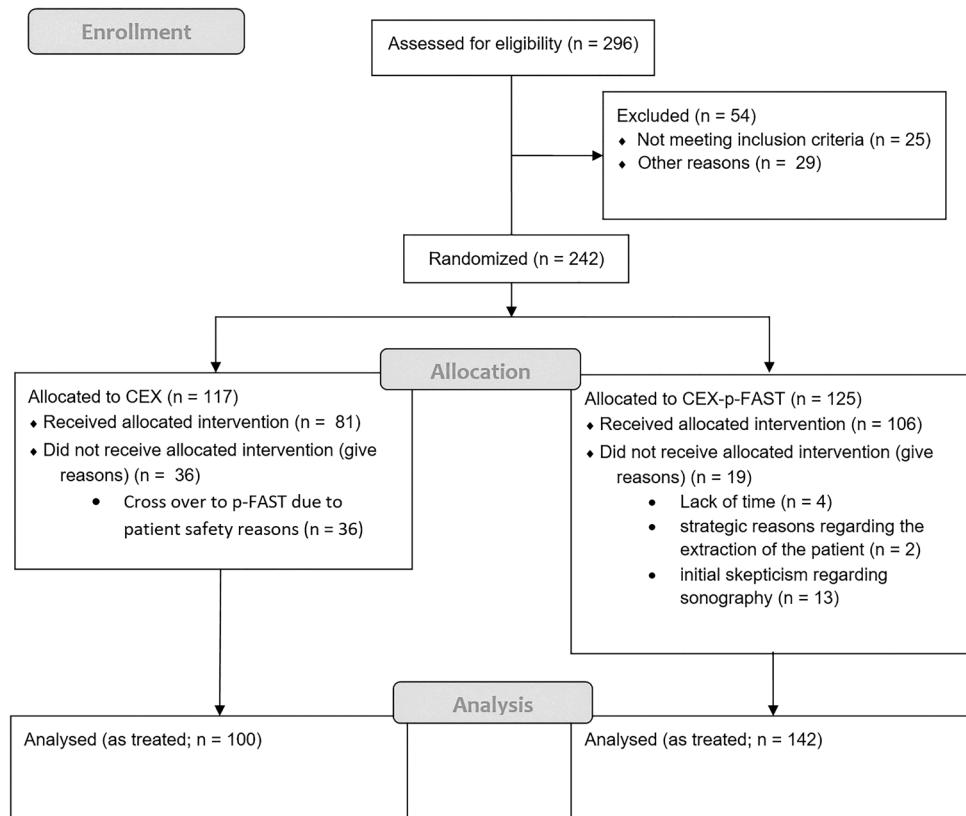 Enrollment
Assessed for eligibility (n = 296)
Excluded (n = 54)
♦ Not meeting inclusion criteria (n = 25)
♦ Other reasons (n = 29)
Randomized (n = 242)
Allocation
Allocated to CEX (n = 117)
♦ Received allocated intervention (n = 81)
♦ Did not receive allocated intervention (give
reasons) (n = 36)
• Cross over to p-FAST due to
patient safety reasons (n = 36)
Allocated to CEX-p-FAST (n = 125)
♦ Received allocated intervention (n = 106)
♦ Did not receive allocated intervention (give
reasons) (n = 19)
• Lack of time (n = 4)
• strategic reasons regarding the
extraction of the patient (n = 2)
• initial skepticism regarding
sonography (n = 13)
Analysis
Analysed (as treated; n = 100)
Analysed (as treated; n = 142)